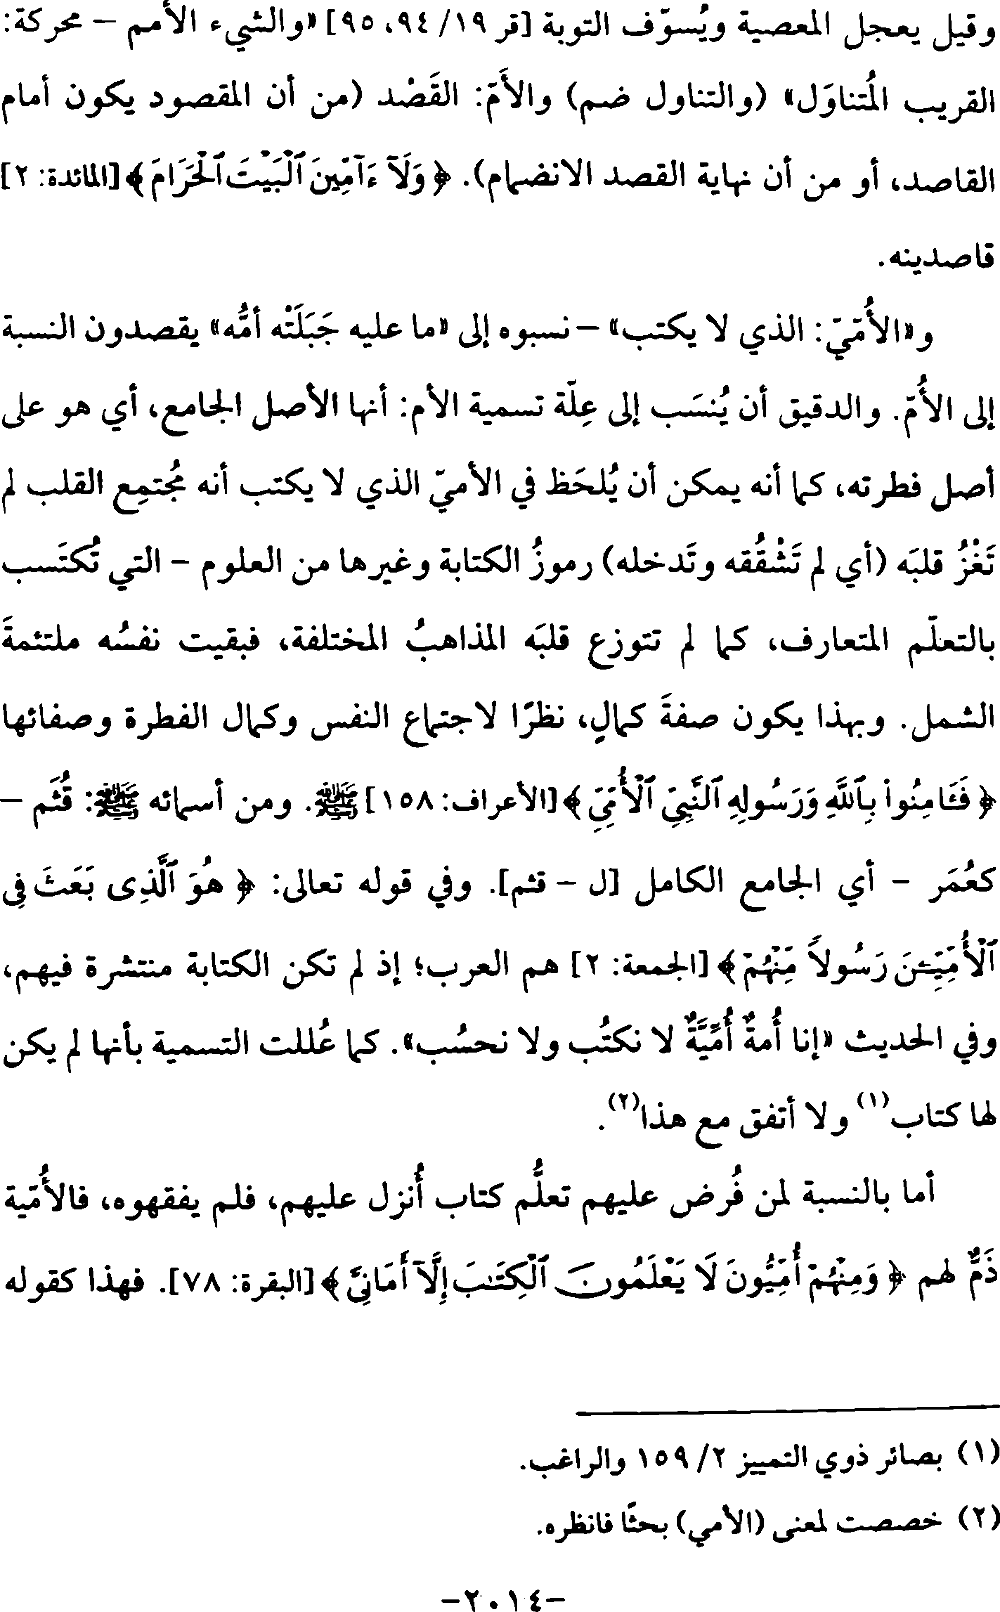 وقيل يعجل المعصية ويُسوّف التوبة [قر ١٩/ ٩٤، ٩٥] «والشيء الأمم – محركة:
القريب المُتناوَل» (والتناول ضم) والأَمّ: القَصْد (من أن المقصود يكون أمام
القاصد، أو من أن نهاية القصد الانضمام). ﴿ وَلَآ ءَآمِّينَ ٱلْبَيْتَ ٱلْحَرَامَ ﴾ [المائدة: ٢]
قاصدينه.
و«الأُمّيّ: الذي لا يكتب» – نسبوه إلى «ما عليه جَبَلَتْه أمُّه» يقصدون النسبة
إلى الأُمّ. والدقيق أن يُنسَب إلى عِلّة تسمية الأم: أنها الأصل الجامع، أي هو على
أصل فطرته، كما أنه يمكن أن يُلحَظ في الأميّ الذي لا يكتب أنه مُجتمِع القلب لم
تَغْزُ قلبَه (أي لم تَشْقُقه وتَدخله) رموزُ الكتابة وغيرها من العلوم – التي تُكتَسب
بالتعلّم المتعارف، كما لم تتوزع قلبَه المذاهبُ المختلفة، فبقيت نفسُه ملتئمةَ
الشمل. وبهذا يكون صفةَ كمالٍ، نظرًا لاجتماع النفس وكمال الفطرة وصفائها
﴿ فَـَٔامِنُوا۟ بِٱللَّهِ وَرَسُولِهِ ٱلنَّبِىِّ ٱلْأُمِّىِّ ﴾ [الأعراف: ١٥٨] ﷺ. ومن أسمائه ﷺ: قُثَم –
كعُمَر – أي الجامع الكامل [ل – قثم]. وفي قوله تعالى: ﴿ هُوَ ٱلَّذِى بَعَثَ فِى
ٱلْأُمِّيِّـۧنَ رَسُولًا مِّنْهُمْ ﴾ [الجمعة: ٢] هم العرب؛ إذ لم تكن الكتابة منتشرة فيهم،
وفي الحديث «إنا أُمةٌ أُمّيَّةٌ لا نكتُب ولا نحسُب». كما عُللت التسمية بأنها لم يكن
لها كتاب(١) ولا أتفق مع هذا(٢).
أما بالنسبة لمن فُرض عليهم تعلُّم كتاب أُنزل عليهم، فلم يفقهوه، فالأُمّية
ذَمٌّ لهم ﴿ وَمِنْهُمْ أُمِّيُّونَ لَا يَعْلَمُونَ ٱلْكِتَـٰبَ إِلَّآ أَمَانِىَّ ﴾ [البقرة: ٧٨]. فهذا كقوله
(١) بصائر ذوي التمييز ٢/ ١٥٩ والراغب.
(٢) خصصت لمعنى (الأمي) بحثًا فانظره.
-٢٠١٤-